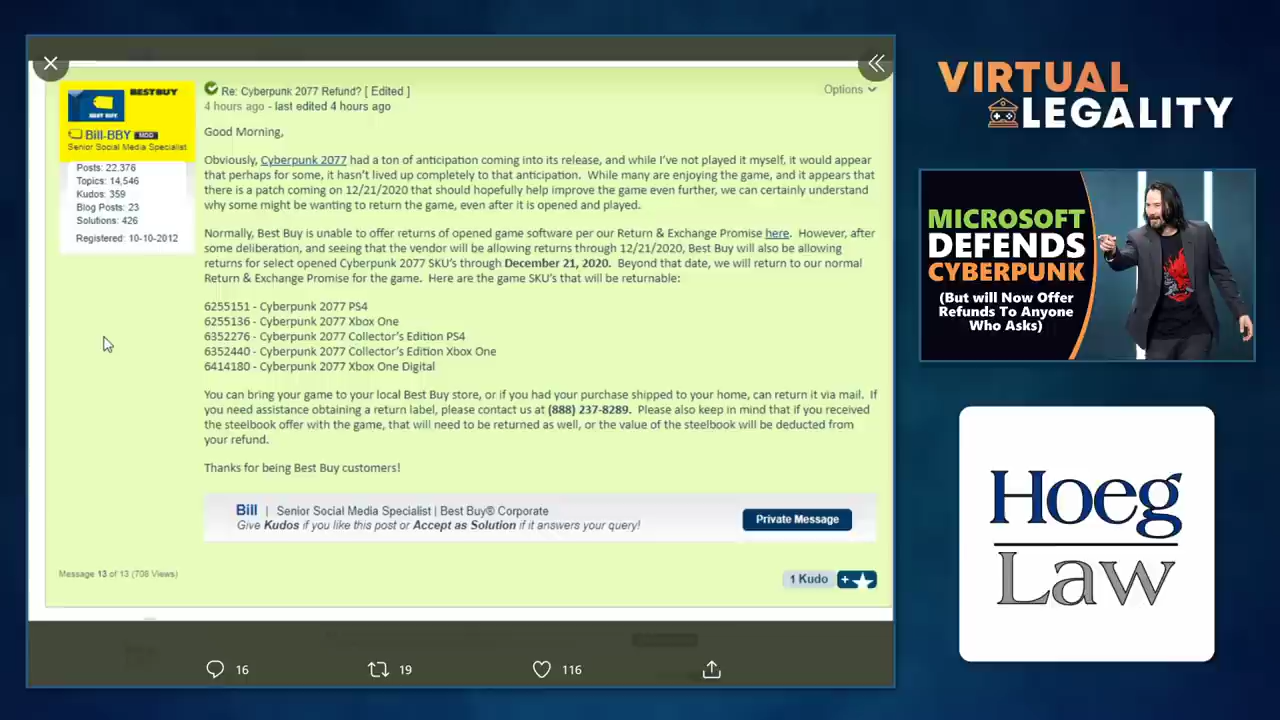 BESTBUY
BEST BUY
Bill-BBY MOD
Senior Social Media Specialist
Posts: 22,376
Topics: 14,546
Kudos: 359
Blog Posts: 23
Solutions: 426
Registered: 10-10-2012
Re: Cyberpunk 2077 Refund? [ Edited ]
Options
4 hours ago - last edited 4 hours ago
Good Morning,
Obviously, Cyberpunk 2077 had a ton of anticipation coming into its release, and while I've not played it myself, it would appear
that perhaps for some, it hasn't lived up completely to that anticipation. While many are enjoying the game, and it appears that
there is a patch coming on 12/21/2020 that should hopefully help improve the game even further, we can certainly understand
why some might be wanting to return the game, even after it is opened and played.
Normally, Best Buy is unable to offer returns of opened game software per our Return & Exchange Promise here. However, after
some deliberation, and seeing that the vendor will be allowing returns through 12/21/2020, Best Buy will also be allowing
returns for select opened Cyberpunk 2077 SKU's through December 21, 2020. Beyond that date, we will return to our normal
Return & Exchange Promise for the game. Here are the game SKU's that will be returnable:
6255151 - Cyberpunk 2077 PS4
6255136 - Cyberpunk 2077 Xbox One
6352276 - Cyberpunk 2077 Collector's Edition PS4
6352440 - Cyberpunk 2077 Collector's Edition Xbox One
6414180 - Cyberpunk 2077 Xbox One Digital
You can bring your game to your local Best Buy store, or if you had your purchase shipped to your home, can return it via mail. If
you need assistance obtaining a return label, please contact us at (888) 237-8289. Please also keep in mind that if you received
the steelbook offer with the game, that will need to be returned as well, or the value of the steelbook will be deducted from
your refund.
Thanks for being Best Buy customers!
Bill | Senior Social Media Specialist | Best Buy® Corporate
Give Kudos if you like this post or Accept as Solution if it answers your query!
Private Message
Message 13 of 13 (708 Views)
1 Kudo
16
19
116
VIRTUAL
LEGALITY
MICROSOFT
DEFENDS
CYBERPUNK
(But will Now Offer
Refunds To Anyone
Who Asks)
Hoeg
Law